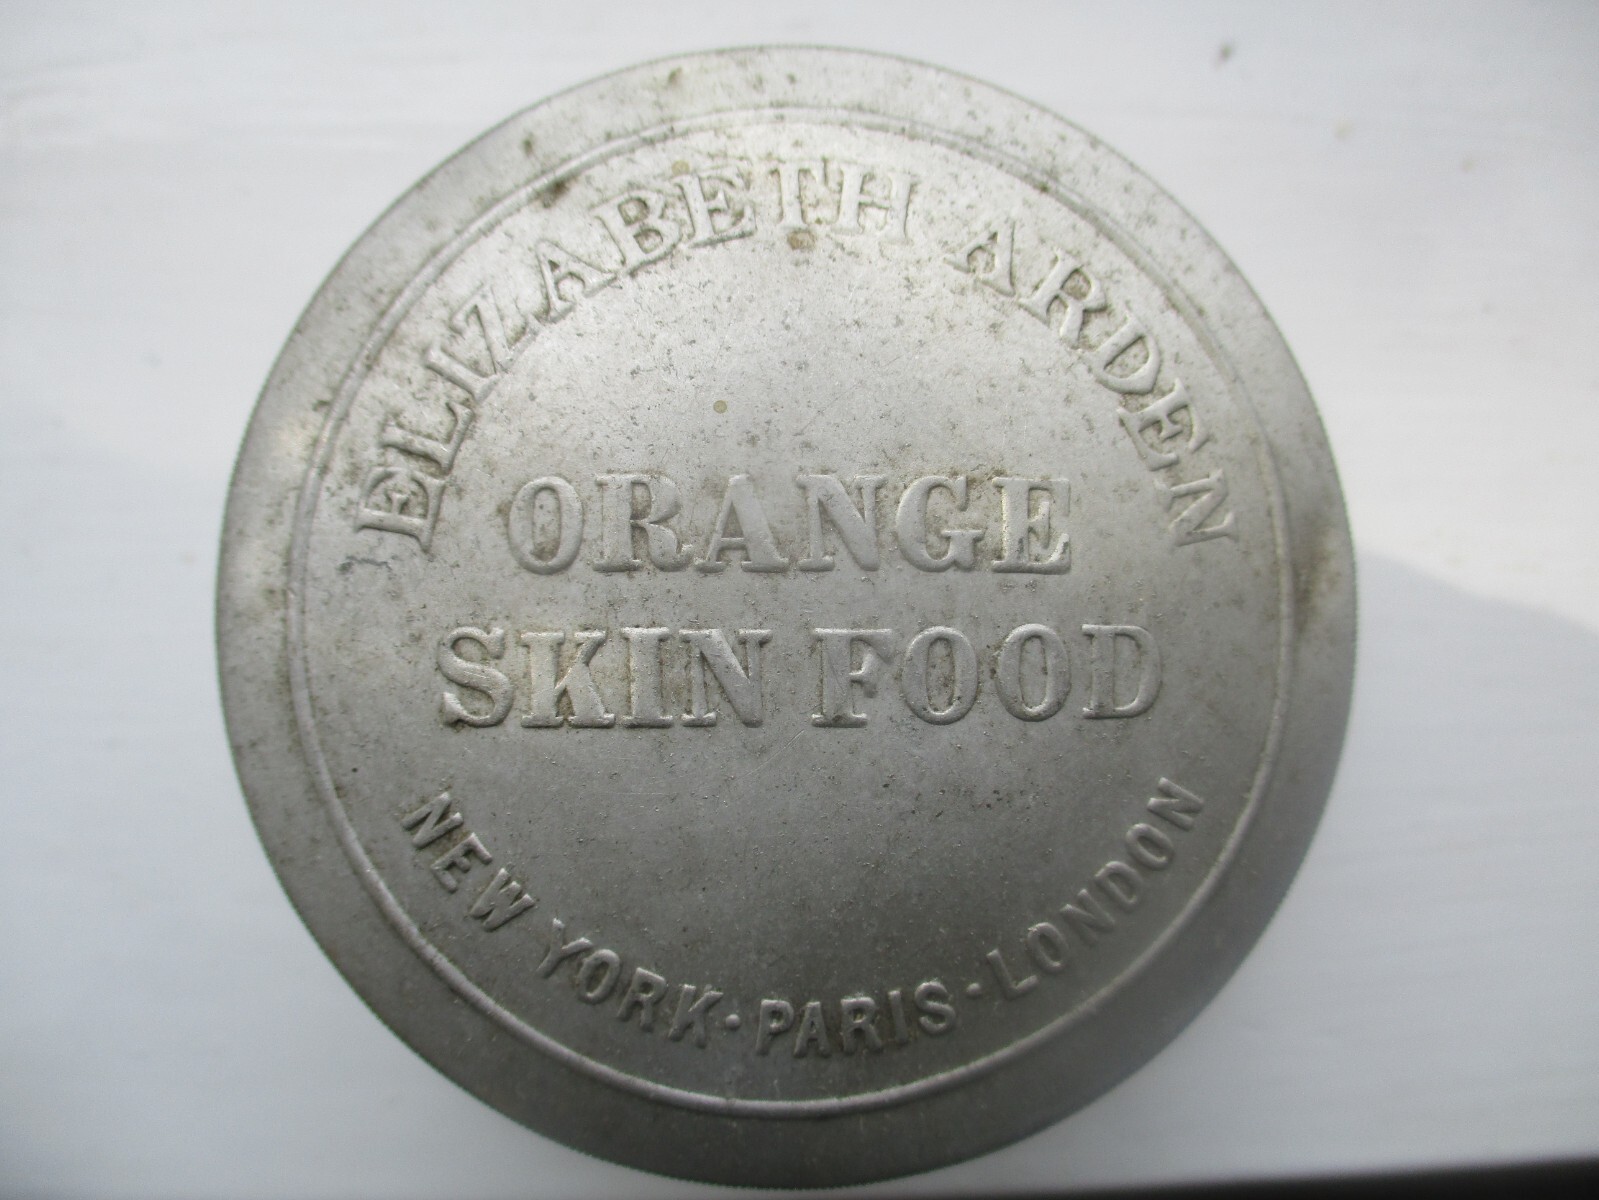 ELIZABETH ARDEN
ORANGE
SKIN FOOD
NEW YORK · PARIS · LONDON